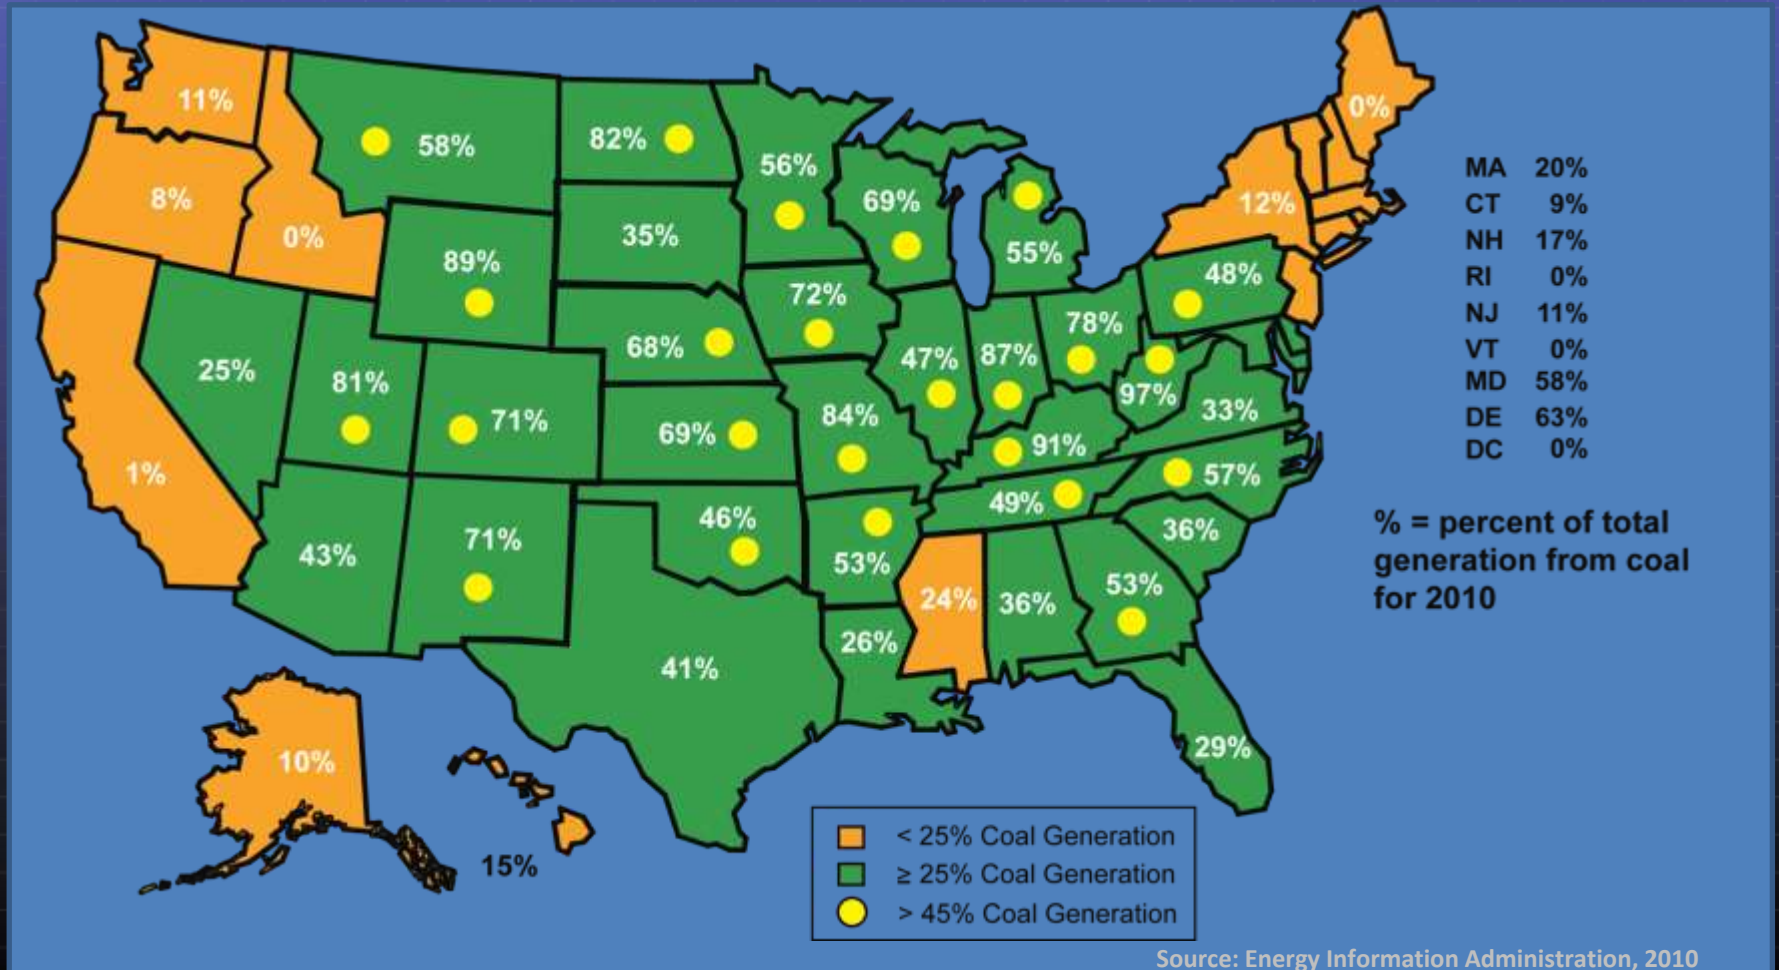 11%
8%
0%
58%
82%
56%
69%
55%
0%
12%
48%
89%
35%
72%
25%
81%
71%
68%
69%
84%
47%
87%
78%
97%
33%
91%
57%
49%
36%
1%
43%
71%
46%
53%
24%
36%
53%
41%
26%
29%
10%
15%
MA 20%
CT 9%
NH 17%
RI 0%
NJ 11%
VT 0%
MD 58%
DE 63%
DC 0%
% = percent of total
generation from coal
for 2010
< 25% Coal Generation
≥ 25% Coal Generation
> 45% Coal Generation
Source: Energy Information Administration, 2010